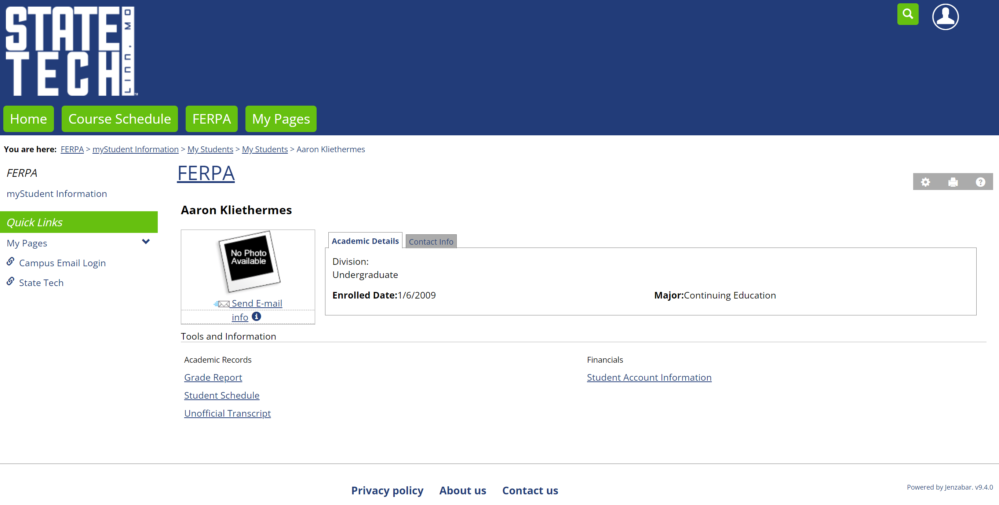 STATE
TECH
Linn, MO
Home Course Schedule FERPA My Pages
You are here: FERPA > myStudent Information > My Students > My Students > Aaron Kliethermes
FERPA
myStudent Information
Quick Links
My Pages
Campus Email Login
State Tech
FERPA
Aaron Kliethermes
No Photo
Available
Send E-mail
info
Academic Details Contact Info
Division:
Undergraduate
Enrolled Date:1/6/2009 Major:Continuing Education
Tools and Information
Academic Records
Grade Report
Student Schedule
Unofficial Transcript
Financials
Student Account Information
Privacy policy About us Contact us
Powered by Jenzabar. v9.4.0